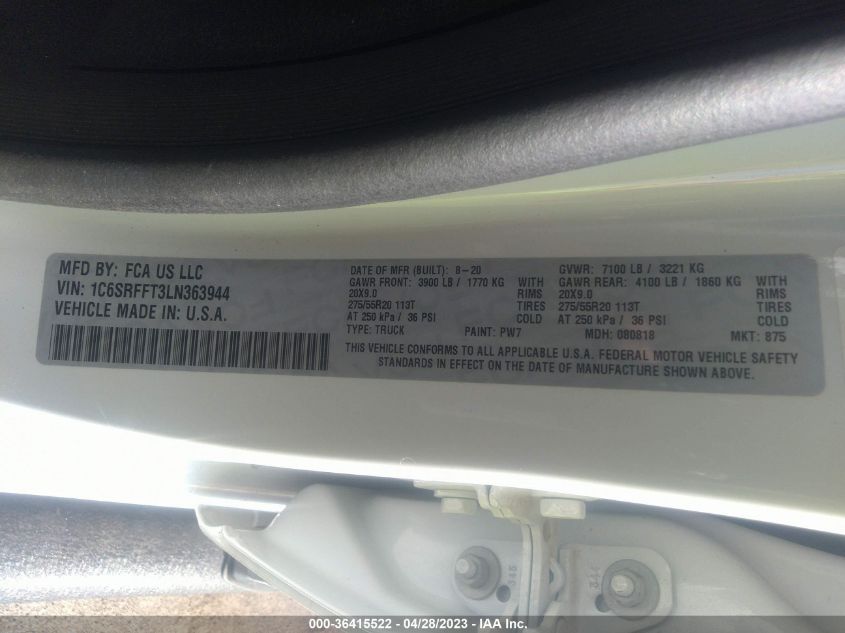 MFD BY: FCA US LLC
VIN: 1C6SRFFT3LN363944
VEHICLE MADE IN: U.S.A.
DATE OF MFR (BUILT): 8-20
GVWR: 7100 LB / 3221 KG
GAWR FRONT: 3900 LB / 1770 KG WITH
20X9.0 RIMS
275/55R20 113T TIRES
AT 250 kPa / 36 PSI COLD
GAWR REAR: 4100 LB / 1860 KG WITH
20X9.0 RIMS
275/55R20 113T TIRES
AT 250 kPa / 36 PSI COLD
TYPE: TRUCK PAINT: PW7 MDH: 080818 MKT: 875
THIS VEHICLE CONFORMS TO ALL APPLICABLE U.S.A. FEDERAL MOTOR VEHICLE SAFETY
STANDARDS IN EFFECT ON THE DATE OF MANUFACTURE SHOWN ABOVE.
345
344
000-36415522 - 04/28/2023 - IAA Inc.